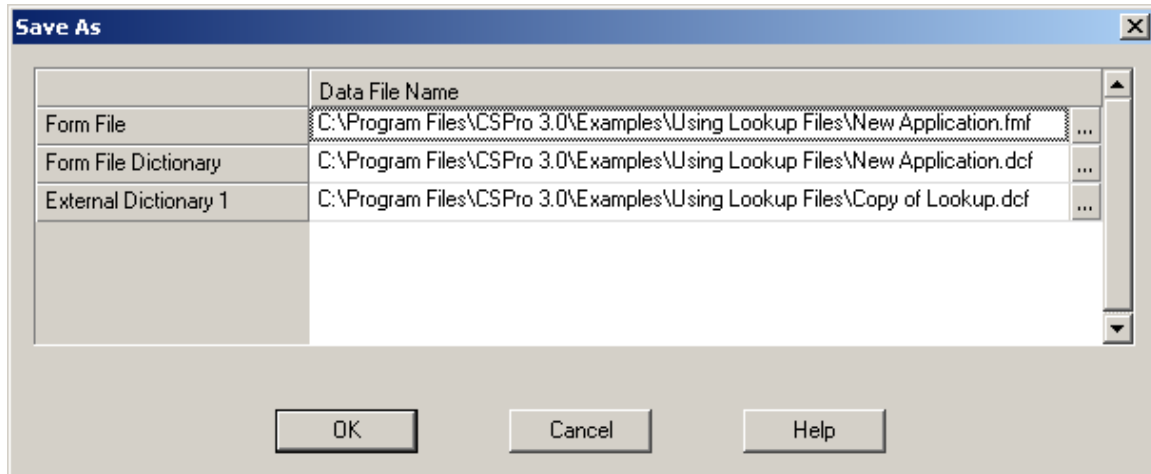 Save As
Data File Name
Form File C:\Program Files\CSPro 3.0\Examples\Using Lookup Files\New Application.fmf ...
Form File Dictionary C:\Program Files\CSPro 3.0\Examples\Using Lookup Files\New Application.dcf ...
External Dictionary 1 C:\Program Files\CSPro 3.0\Examples\Using Lookup Files\Copy of Lookup.dcf ...
OK Cancel Help